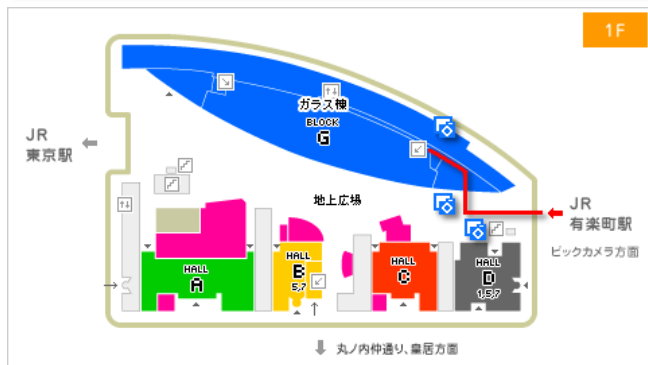 1F
ガラス棟
BLOCK
G
JR
東京駅
地上広場
JR
有楽町駅
ビックカメラ方面
HALL
A
HALL
B
5,7
HALL
C
HALL
D
1,5,7
丸ノ内仲通り、皇居方面